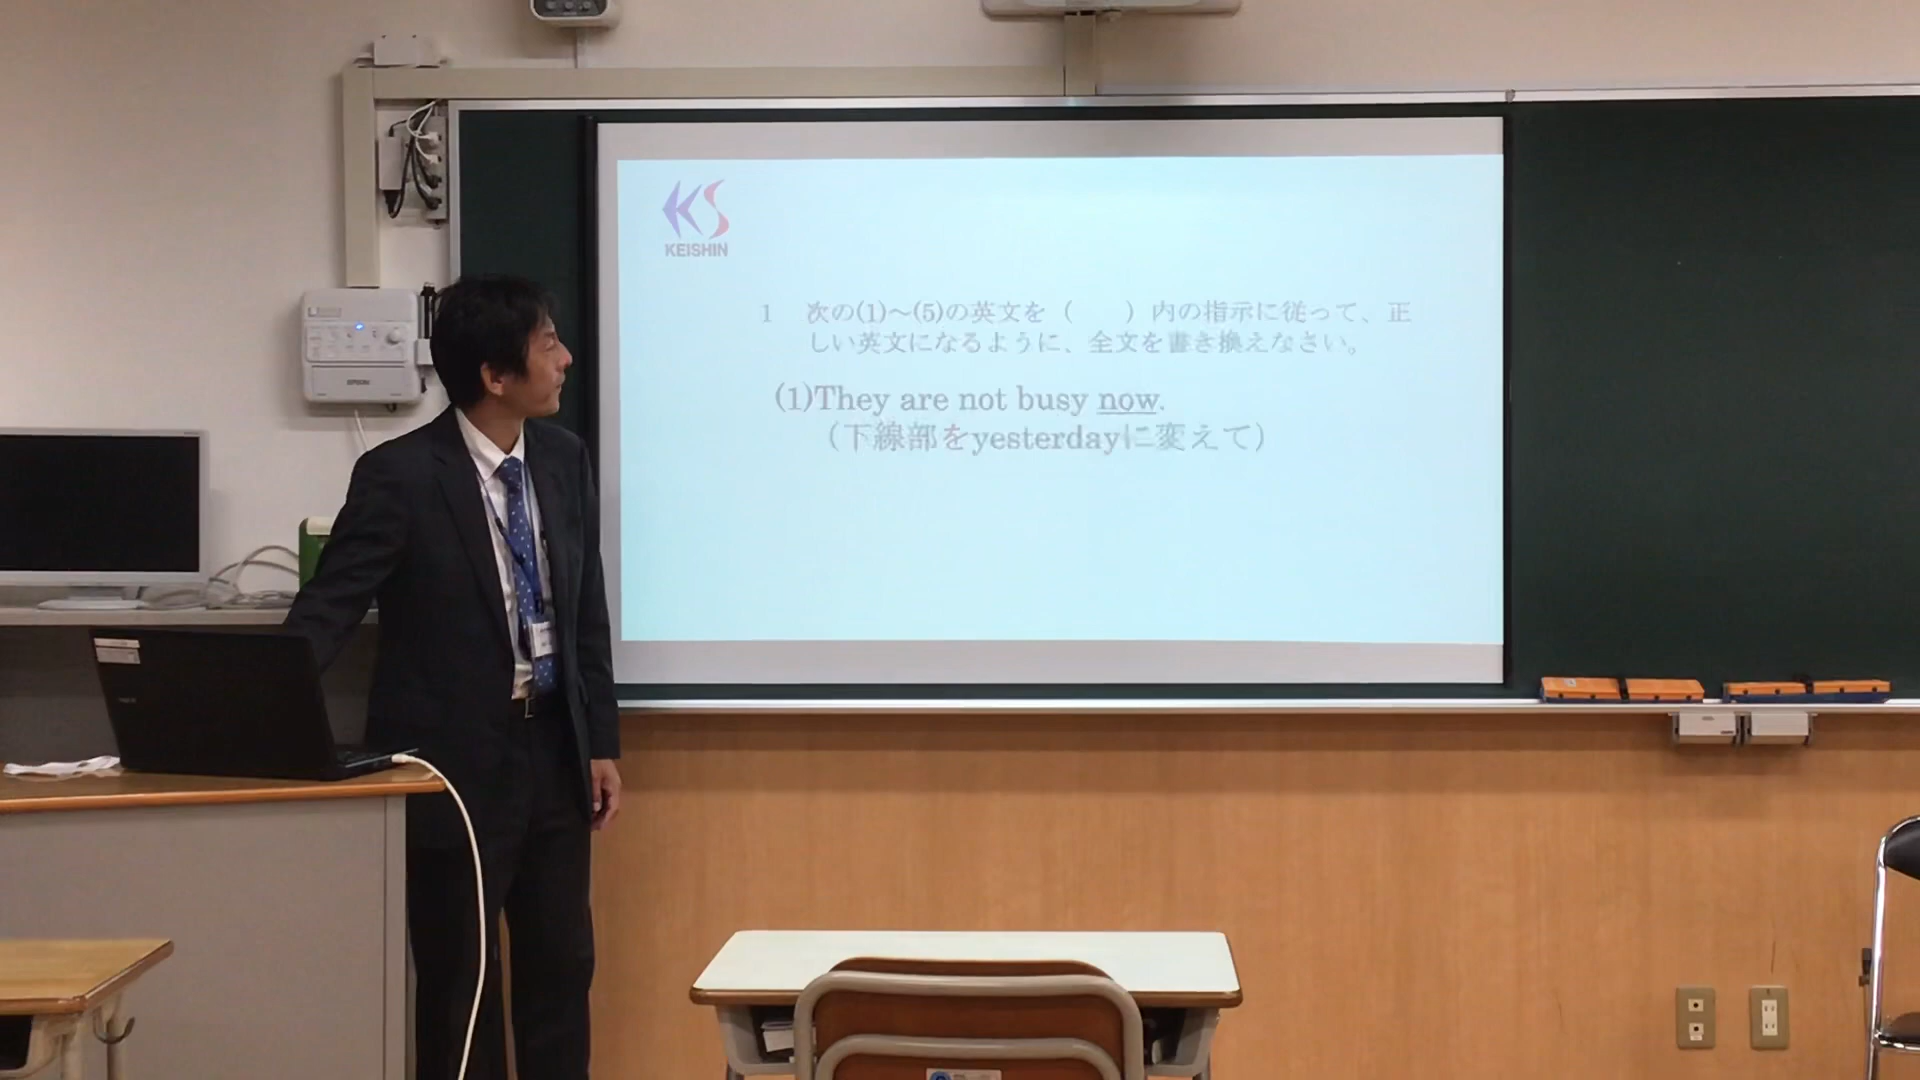 KS
KEISHIN
1 次の(1)～(5)の英文を（　　）内の指示に従って、正
しい英文になるように、全文を書き換えなさい。
(1)They are not busy now.
（下線部をyesterdayに変えて）
EPSON